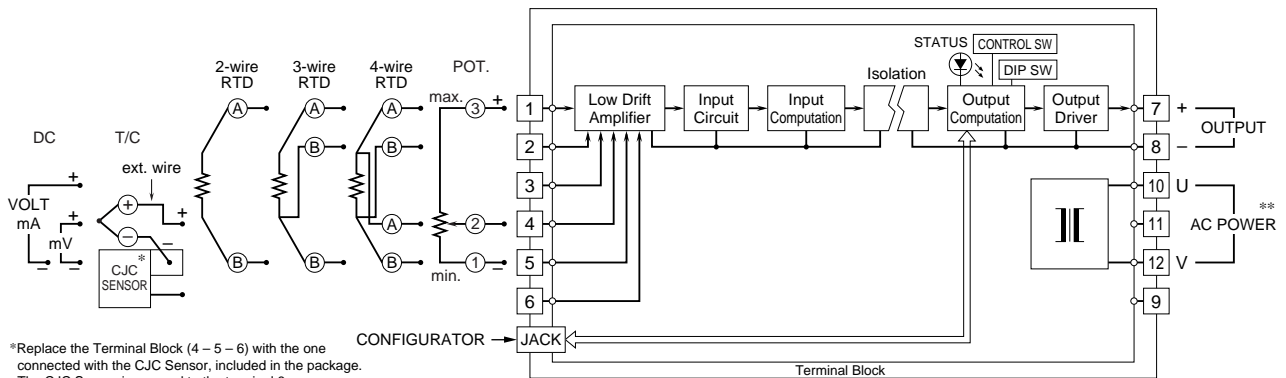 STATUS
CONTROL SW
DIP SW
2-wire
RTD
3-wire
RTD
4-wire
RTD
POT.
Isolation
max.
A
A
A
3
+
1
Low Drift
Amplifier
Input
Circuit
Input
Computation
Output
Computation
Output
Driver
7
+
OUTPUT
DC
T/C
B
B
2
8
–
ext. wire
+
VOLT
mA
+
mV
+
+
3
10
U
A
2
4
11
AC POWER
**
–
–
–
–
*
CJC
SENSOR
B
B
B
min.
1
–
5
12
V
6
9
CONFIGURATOR
JACK
Terminal Block
*Replace the Terminal Block (4 – 5 – 6) with the one
connected with the CJC Sensor, included in the package.